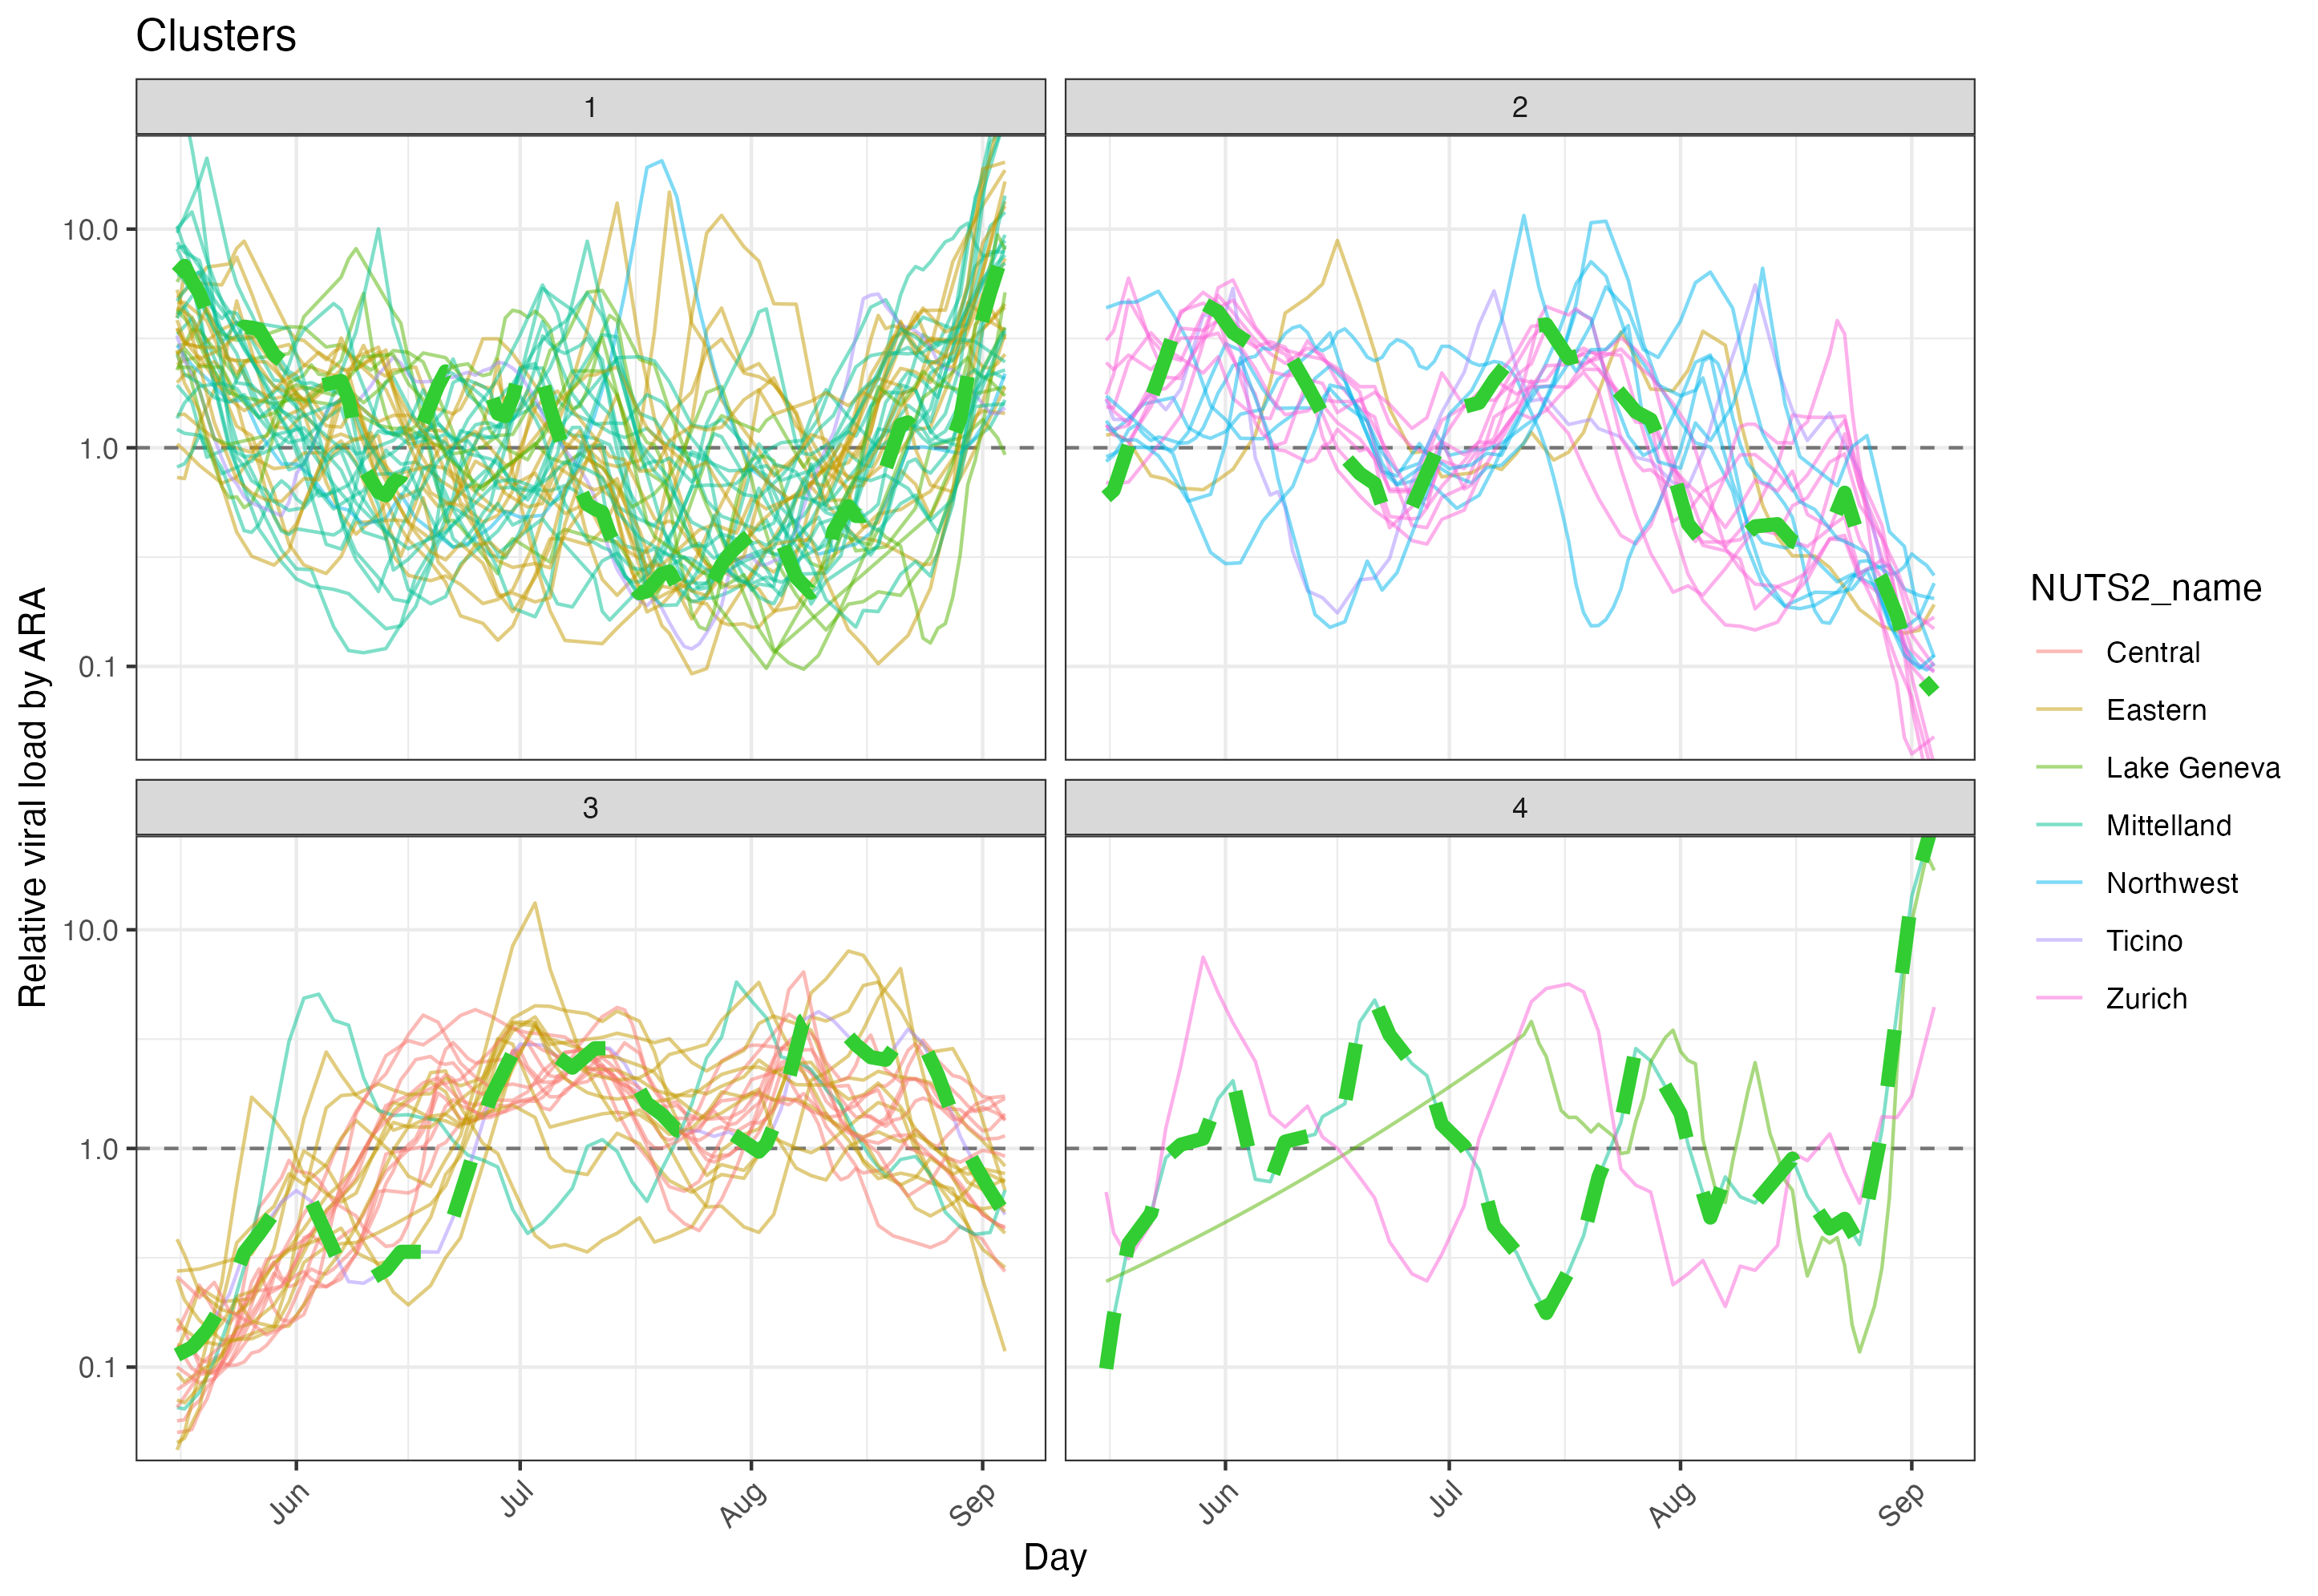 Clusters
1
2
10.0
1.0
0.1
3
4
10.0
1.0
0.1
Relative viral load by ARA
Jun
Jul
Aug
Sep
Jun
Jul
Aug
Sep
Day
NUTS2_name
Central
Eastern
Lake Geneva
Mittelland
Northwest
Ticino
Zurich